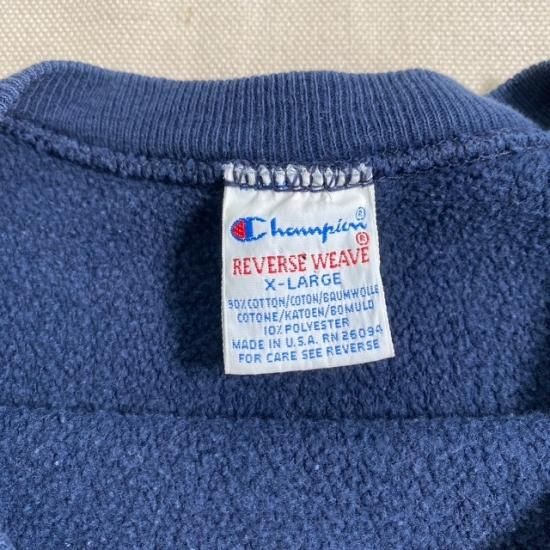 Champion®
REVERSE WEAVE®
X-LARGE
90% COTTON/COTON/BAUMWOLLE
COTONE/KATOEN/BOMULD
10% POLYESTER
MADE IN U.S.A. RN 26094
FOR CARE SEE REVERSE